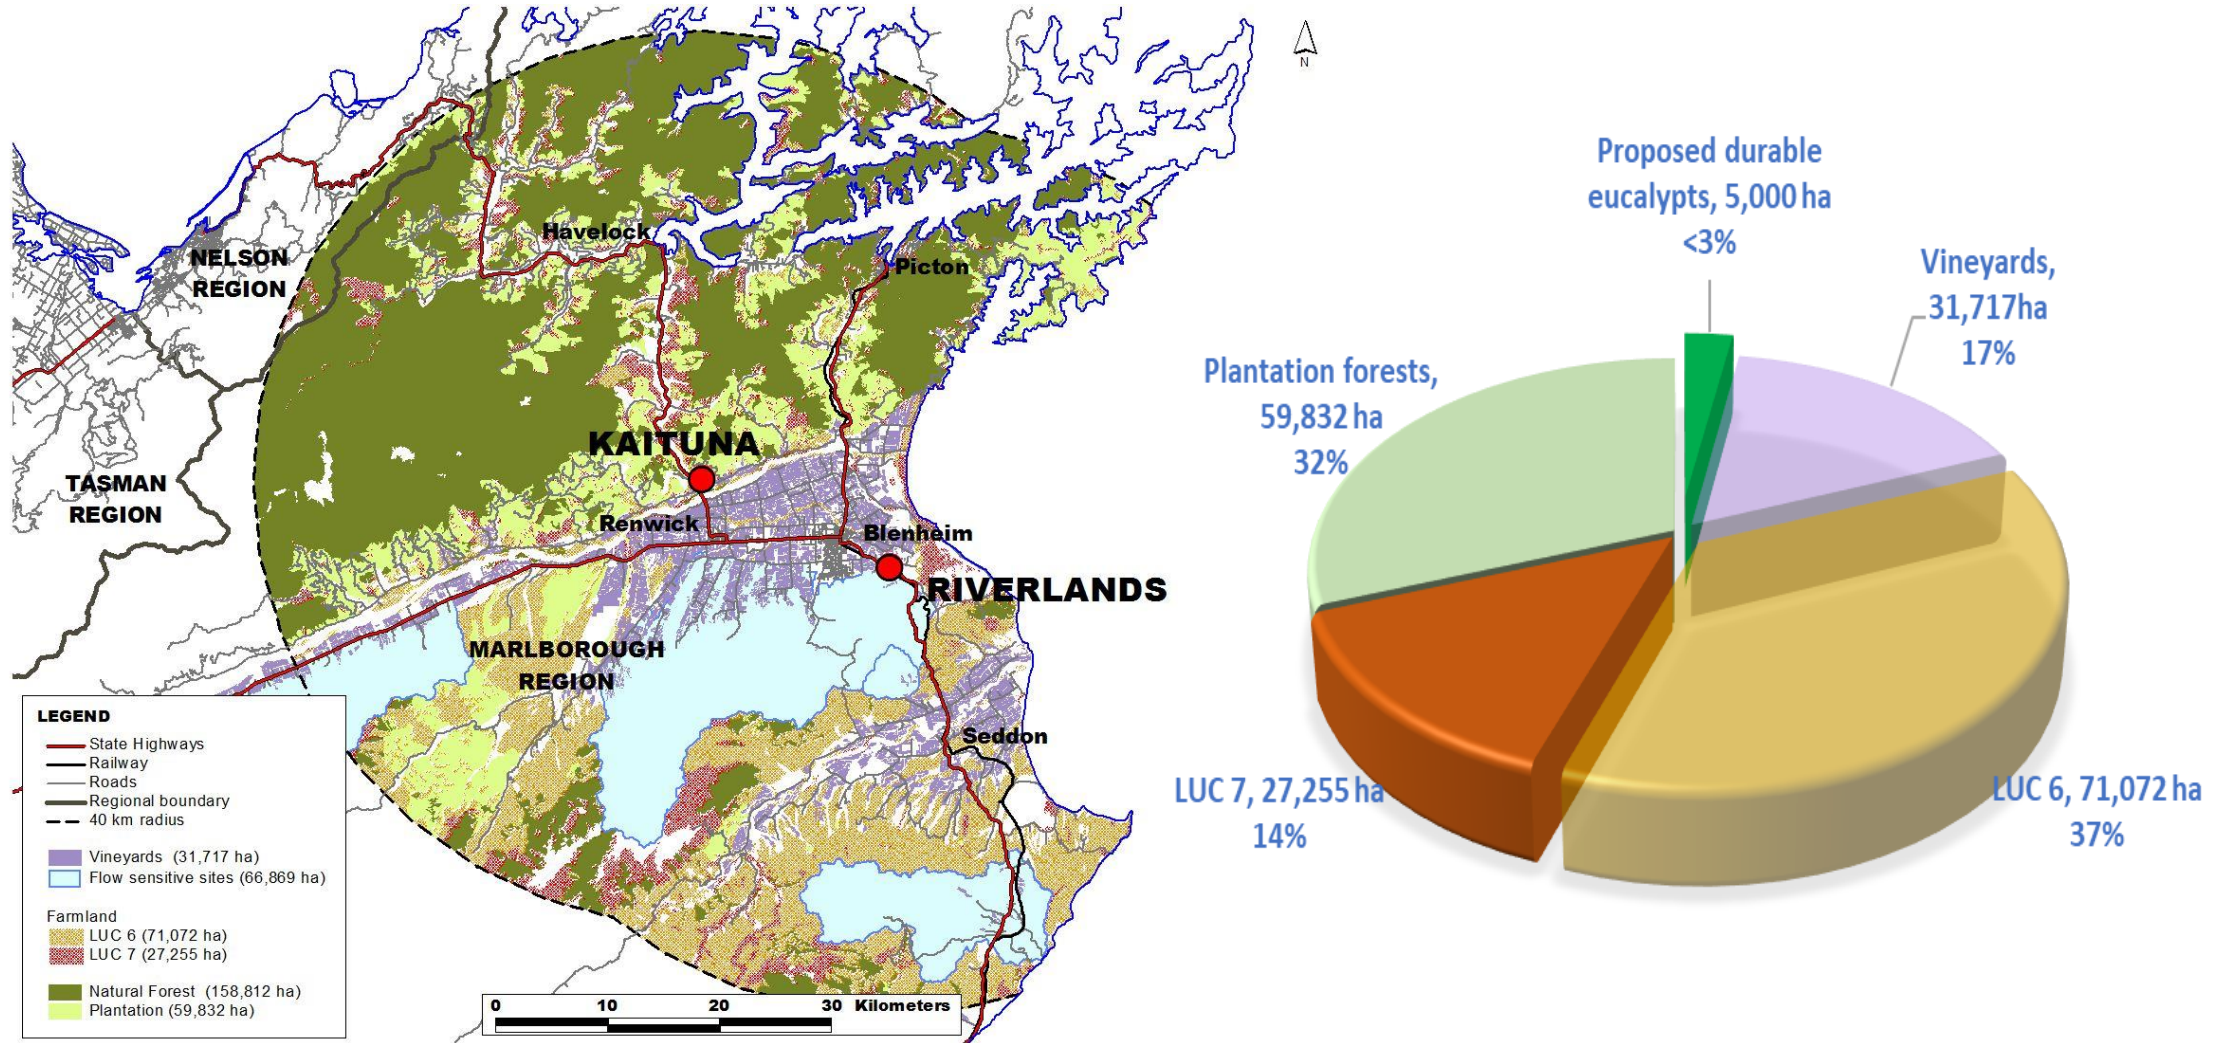 N
NELSON
REGION
TASMAN
REGION
Havelock
Picton
KAITUNA
Renwick
Blenheim
RIVERLANDS
MARLBOROUGH
REGION
Seddon
LEGEND
State Highways
Railway
Roads
Regional boundary
40 km radius
Vineyards (31,717 ha)
Flow sensitive sites (66,869 ha)
Farmland
LUC 6 (71,072 ha)
LUC 7 (27,255 ha)
Natural Forest (158,812 ha)
Plantation (59,832 ha)
0 10 20 30 Kilometers
Proposed durable
eucalypts, 5,000 ha
<3%
Vineyards,
31,717ha
17%
Plantation forests,
59,832 ha
32%
LUC 7, 27,255 ha
14%
LUC 6, 71,072 ha
37%